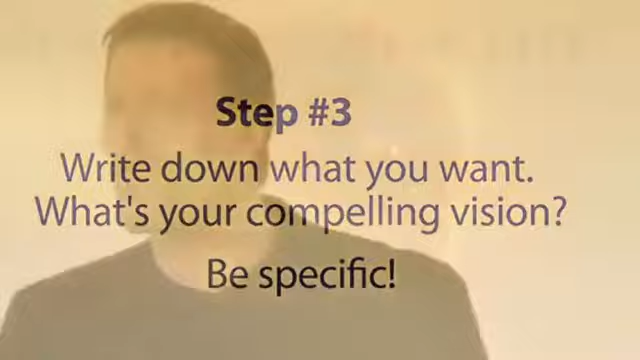 Step #3
Write down what you want.
What's your compelling vision?
Be specific!